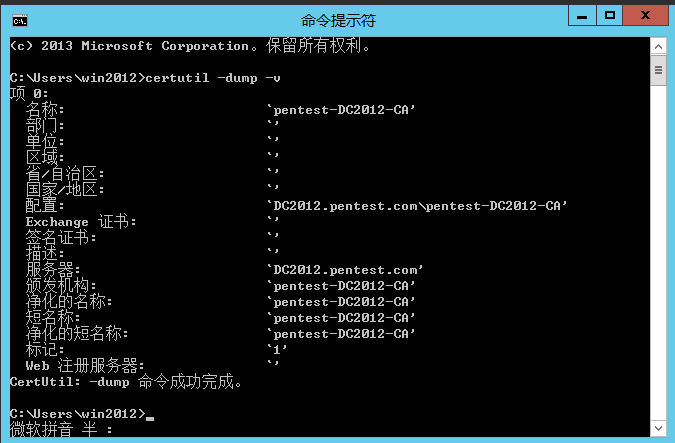 命令提示符
(c) 2013 Microsoft Corporation。保留所有权利。
C:\Users\win2012>certutil -dump -v
项 0:
名称: `pentest-DC2012-CA'
部门: `'
单位: `'
区域: `'
省/自治区: `'
国家/地区: `'
配置: `DC2012.pentest.com\pentest-DC2012-CA'
Exchange 证书: `'
签名证书: `'
描述: `'
服务器: `DC2012.pentest.com'
颁发机构: `pentest-DC2012-CA'
净化的名称: `pentest-DC2012-CA'
短名称: `pentest-DC2012-CA'
净化的短名称: `pentest-DC2012-CA'
标记: `1'
Web 注册服务器: `'
CertUtil: -dump 命令成功完成。
C:\Users\win2012>
微软拼音 半 :